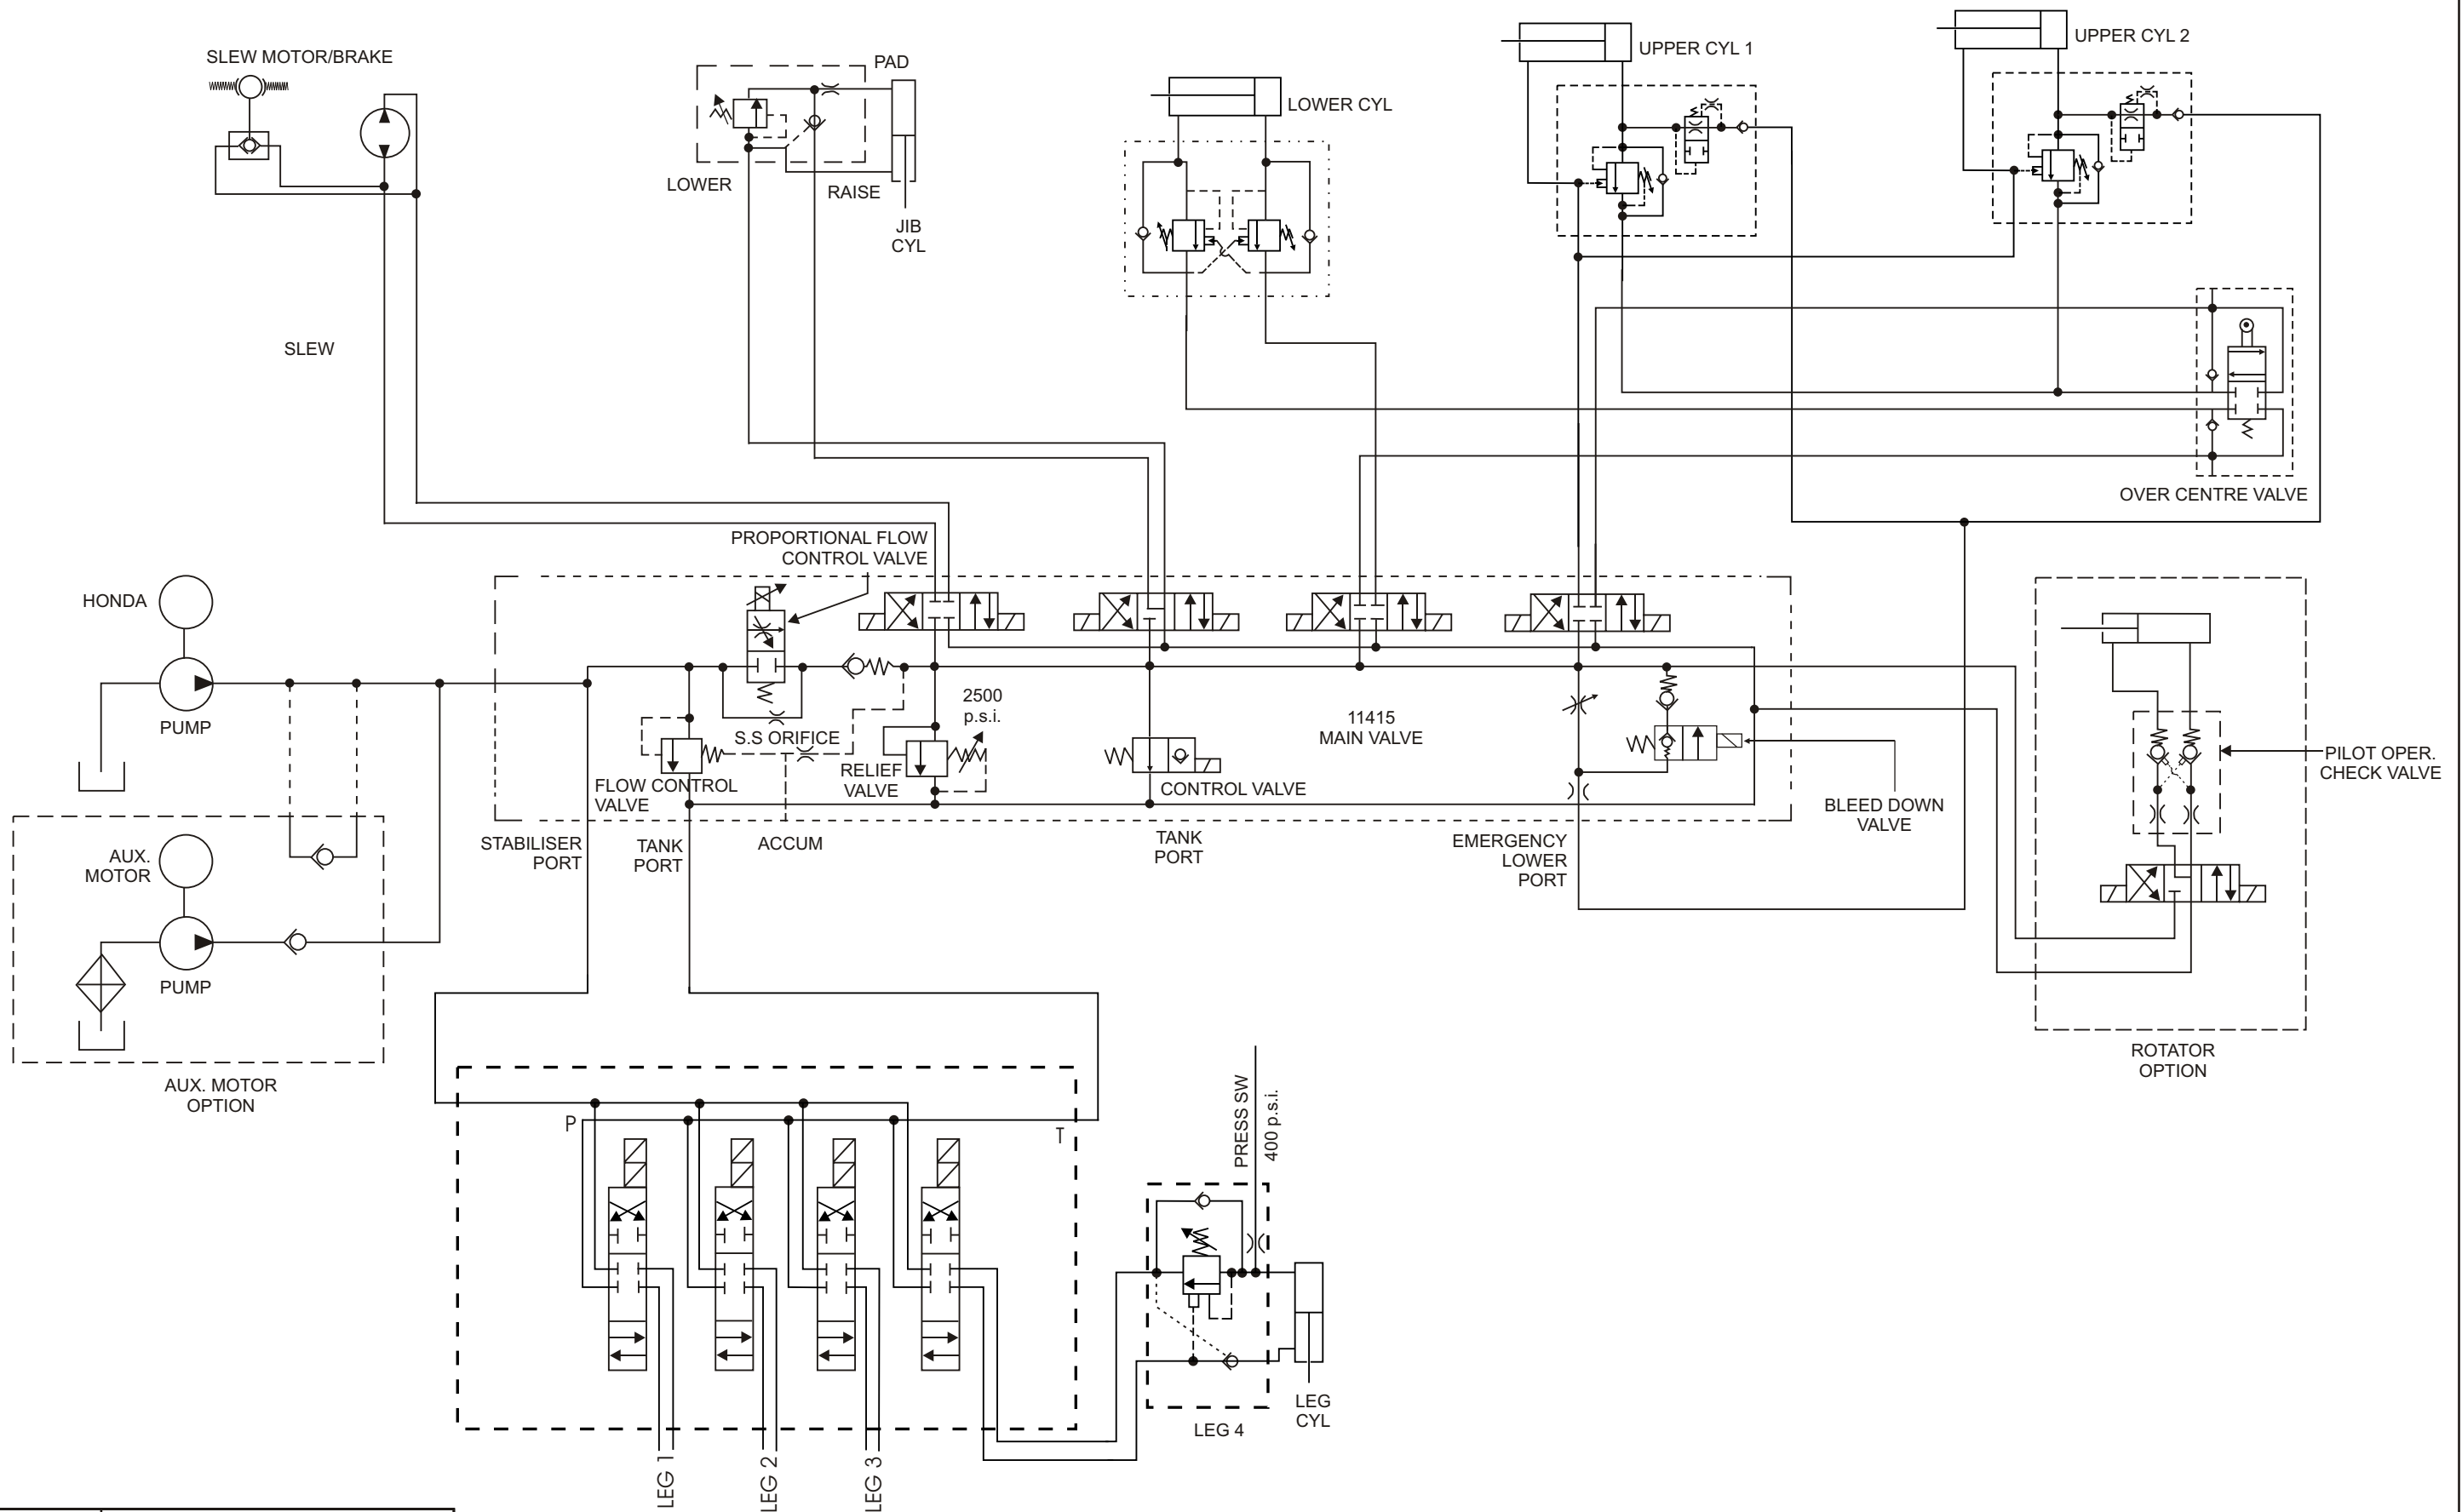 SLEW MOTOR/BRAKE
PAD
LOWER
RAISE
JIB
CYL
LOWER CYL
UPPER CYL 1
UPPER CYL 2
SLEW
OVER CENTRE VALVE
PROPORTIONAL FLOW
CONTROL VALVE
HONDA
PUMP
2500
p.s.i.
S.S ORIFICE
11415
MAIN VALVE
FLOW CONTROL
VALVE
RELIEF
VALVE
CONTROL VALVE
BLEED DOWN
VALVE
PILOT OPER.
CHECK VALVE
STABILISER
PORT
TANK
PORT
ACCUM
TANK
PORT
EMERGENCY
LOWER
PORT
AUX.
MOTOR
PUMP
AUX. MOTOR
OPTION
ROTATOR
OPTION
P
T
PRESS SW
400 p.s.i.
LEG 4
LEG
CYL
LEG 1
LEG 2
LEG 3